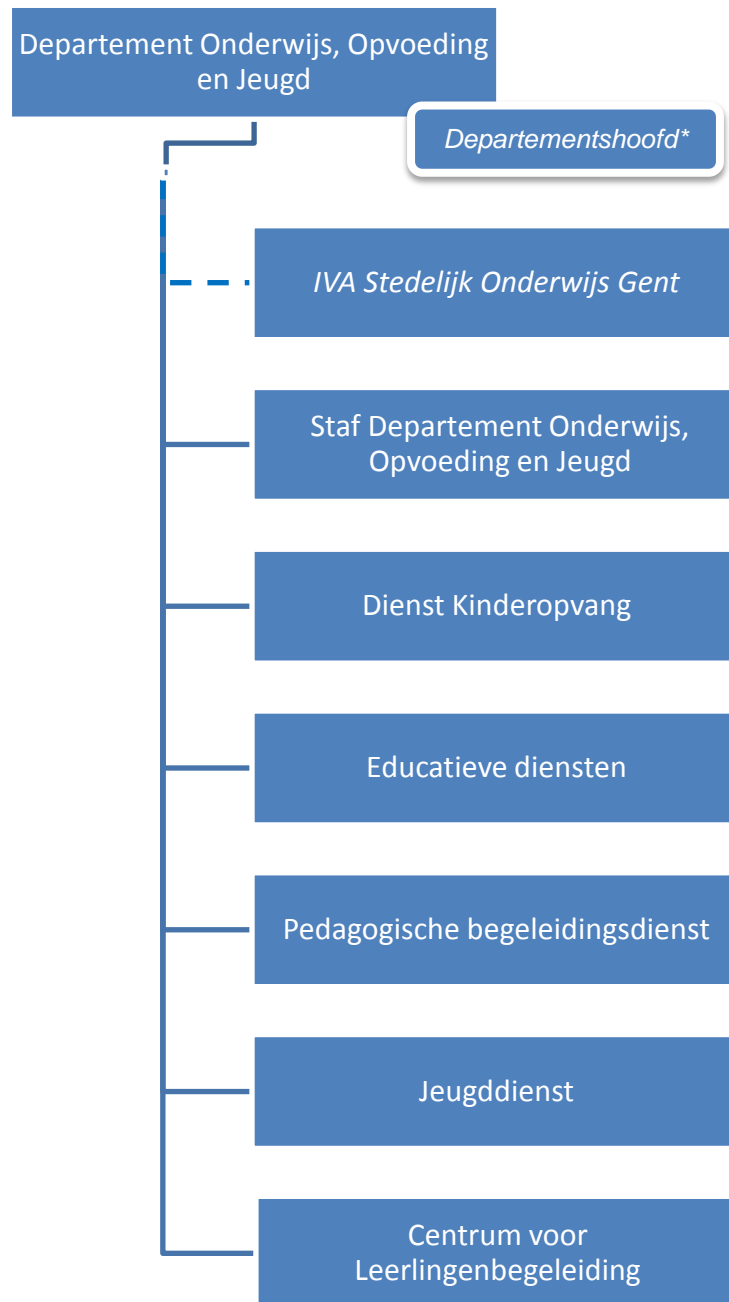 Departement Onderwijs, Opvoeding
en Jeugd
Departementshoofd*
IVA Stedelijk Onderwijs Gent
Staf Departement Onderwijs,
Opvoeding en Jeugd
Dienst Kinderopvang
Educatieve diensten
Pedagogische begeleidingsdienst
Jeugddienst
Centrum voor
Leerlingenbegeleiding